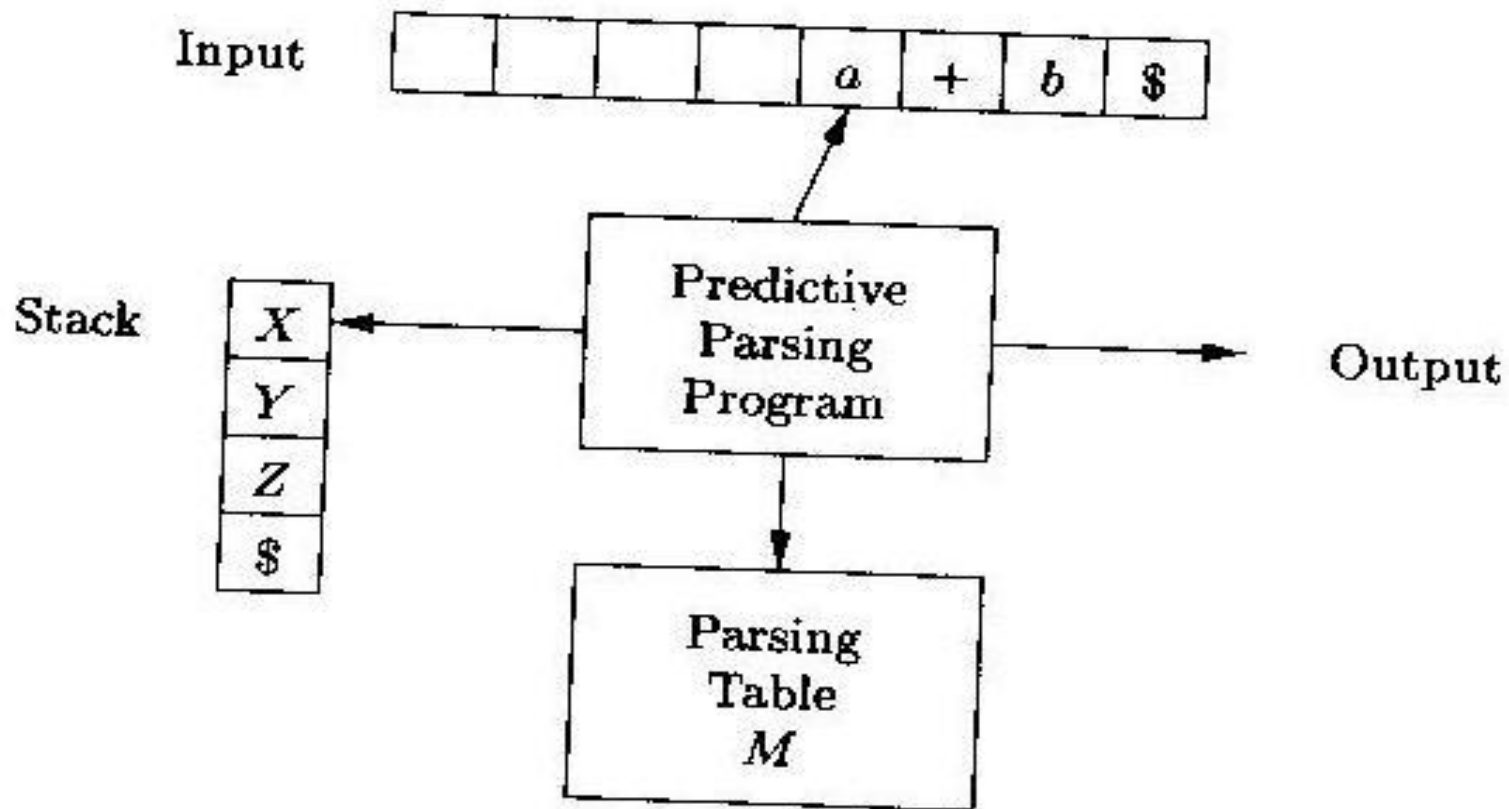 Input
a + b $
Stack
X
Y
Z
$
Predictive
Parsing
Program
Output
Parsing
Table
M